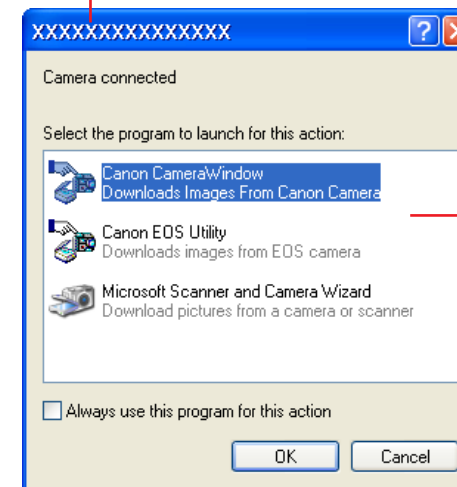 XXXXXXXXXXXXXXX
Camera connected
Select the program to launch for this action:
Canon CameraWindow
Downloads Images From Canon Camera
Canon EOS Utility
Downloads images from EOS camera
Microsoft Scanner and Camera Wizard
Download pictures from a camera or scanner
Always use this program for this action
OK Cancel